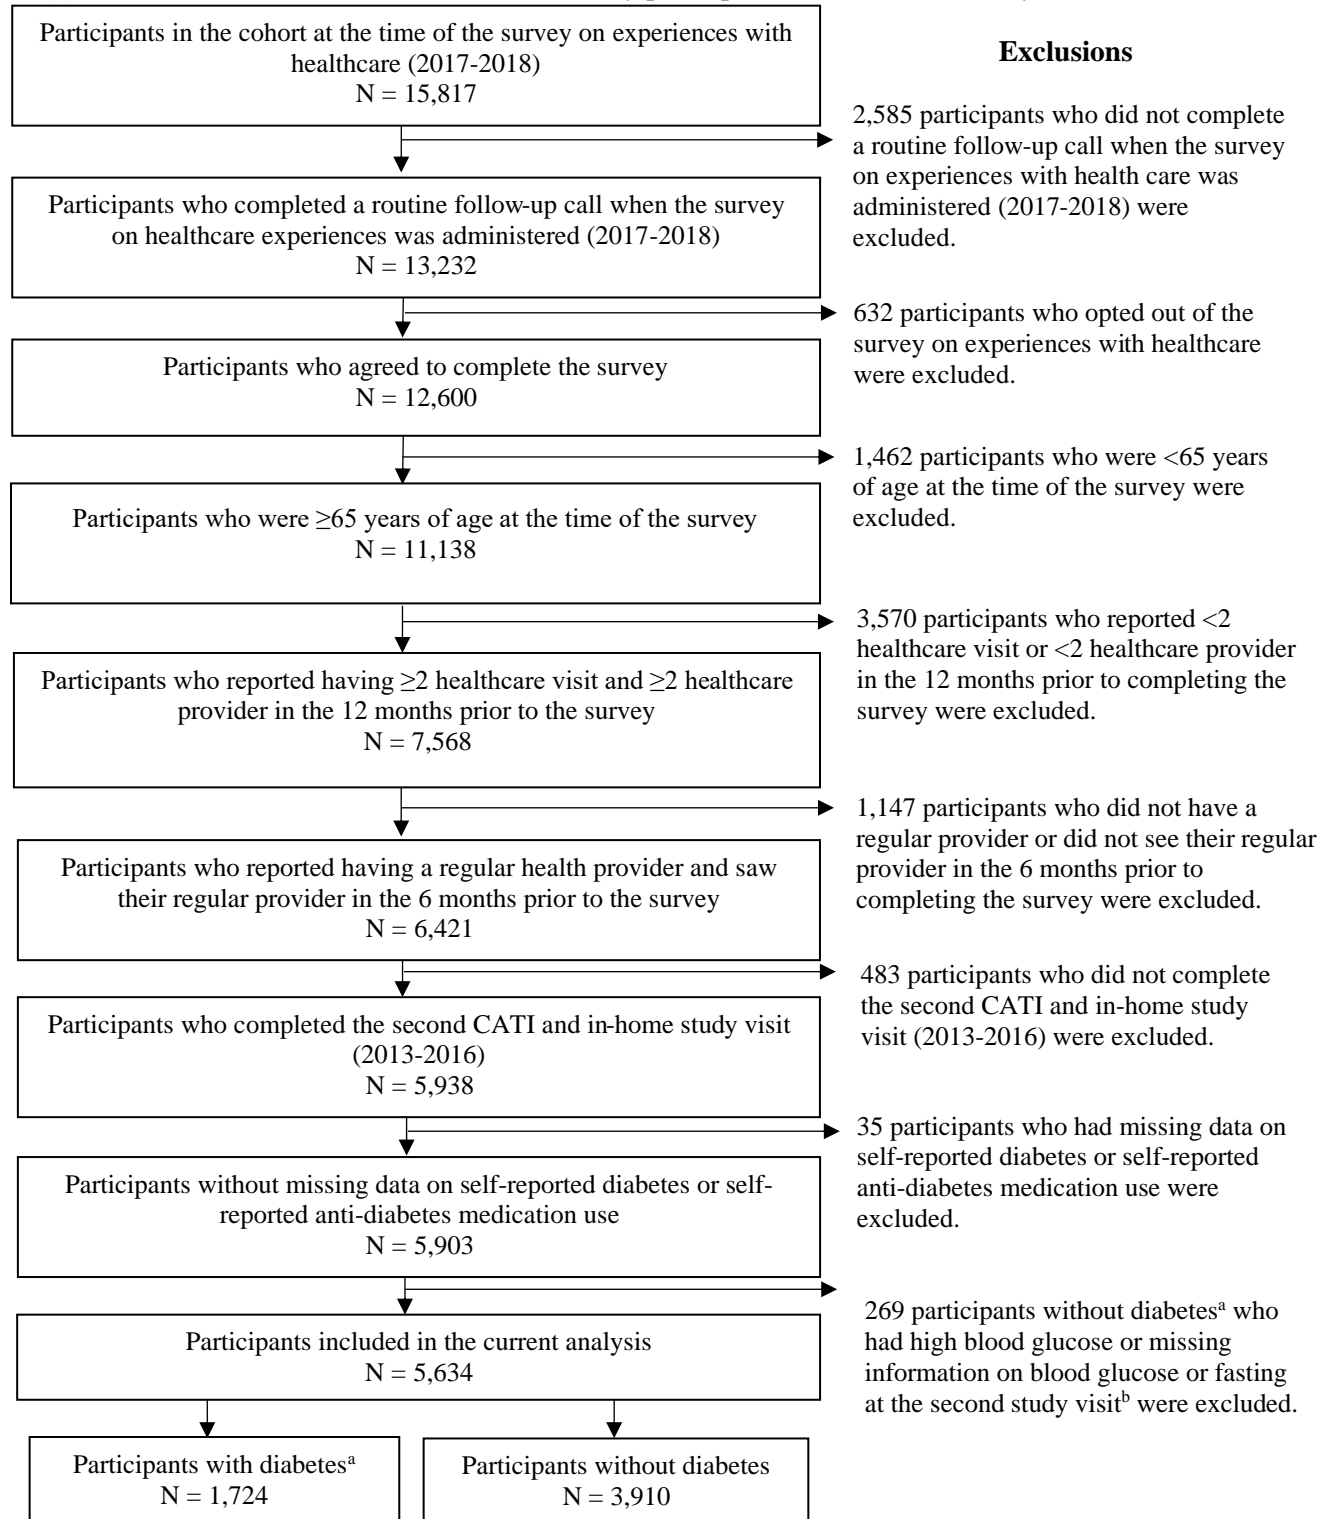 Participants in the cohort at the time of the survey on experiences with
healthcare (2017-2018)
N = 15,817
Exclusions
2,585 participants who did not complete
a routine follow-up call when the survey
on experiences with health care was
administered (2017-2018) were
excluded.
Participants who completed a routine follow-up call when the survey
on healthcare experiences was administered (2017-2018)
N = 13,232
632 participants who opted out of the
survey on experiences with healthcare
were excluded.
Participants who agreed to complete the survey
N = 12,600
1,462 participants who were <65 years
of age at the time of the survey were
excluded.
Participants who were ≥65 years of age at the time of the survey
N = 11,138
3,570 participants who reported <2
healthcare visit or <2 healthcare provider
in the 12 months prior to completing the
survey were excluded.
Participants who reported having ≥2 healthcare visit and ≥2 healthcare
provider in the 12 months prior to the survey
N = 7,568
1,147 participants who did not have a
regular provider or did not see their regular
provider in the 6 months prior to
completing the survey were excluded.
Participants who reported having a regular health provider and saw
their regular provider in the 6 months prior to the survey
N = 6,421
483 participants who did not complete
the second CATI and in-home study
visit (2013-2016) were excluded.
Participants who completed the second CATI and in-home study visit
(2013-2016)
N = 5,938
35 participants who had missing data on
self-reported diabetes or self-reported
anti-diabetes medication use were
excluded.
Participants without missing data on self-reported diabetes or self-
reported anti-diabetes medication use
N = 5,903
269 participants without diabetesᵃ who
had high blood glucose or missing
information on blood glucose or fasting
at the second study visitᵇ were excluded.
Participants included in the current analysis
N = 5,634
Participants with diabetesᵃ
N = 1,724
Participants without diabetes
N = 3,910